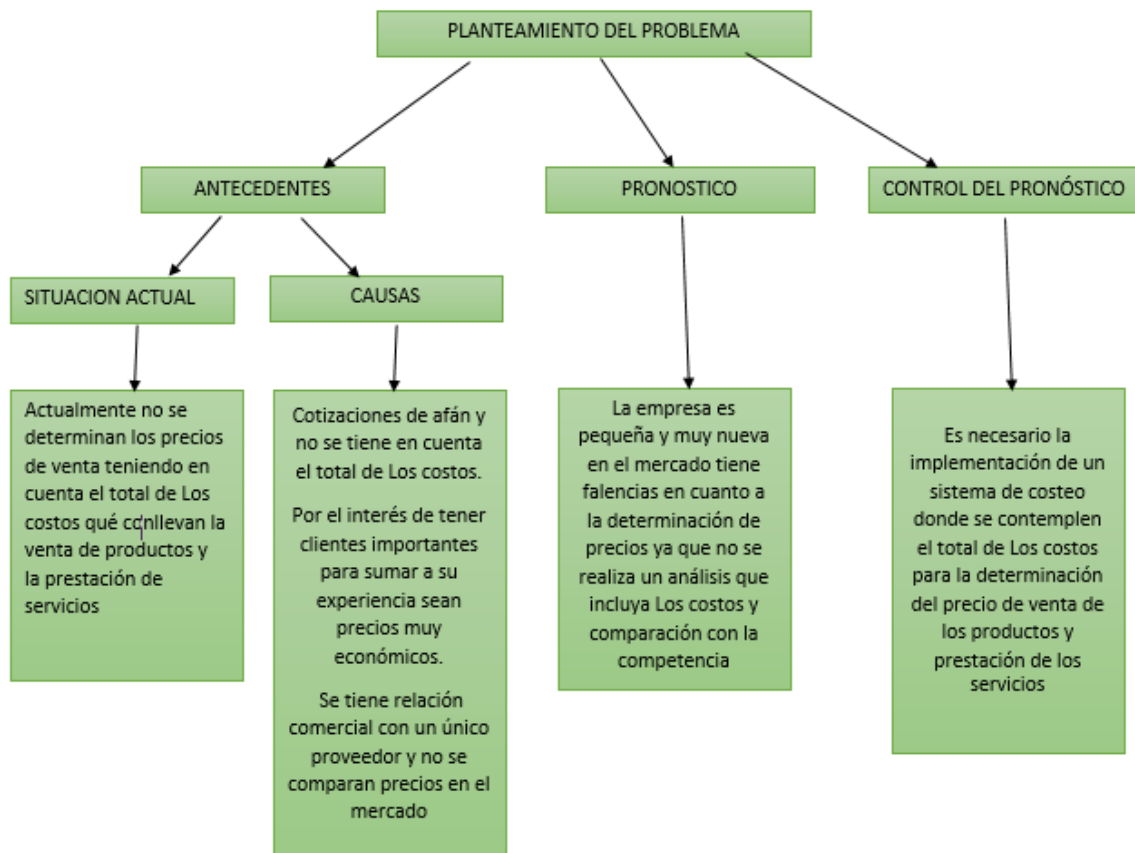 PLANTEAMIENTO DEL PROBLEMA
ANTECEDENTES
PRONOSTICO
CONTROL DEL PRONÓSTICO
SITUACION ACTUAL
CAUSAS
Actualmente no se
determinan los precios
de venta teniendo en
cuenta el total de Los
costos qué conllevan la
venta de productos y
la prestación de
servicios
Cotizaciones de afán y
no se tiene en cuenta
el total de Los costos.
Por el interés de tener
clientes importantes
para sumar a su
experiencia sean
precios muy
económicos.
Se tiene relación
comercial con un único
proveedor y no se
comparan precios en el
mercado
La empresa es
pequeña y muy nueva
en el mercado tiene
falencias en cuanto a
la determinación de
precios ya que no se
realiza un análisis que
incluya Los costos y
comparación con la
competencia
Es necesario la
implementación de un
sistema de costeo
donde se contemplen
el total de Los costos
para la determinación
del precio de venta de
los productos y
prestación de los
servicios